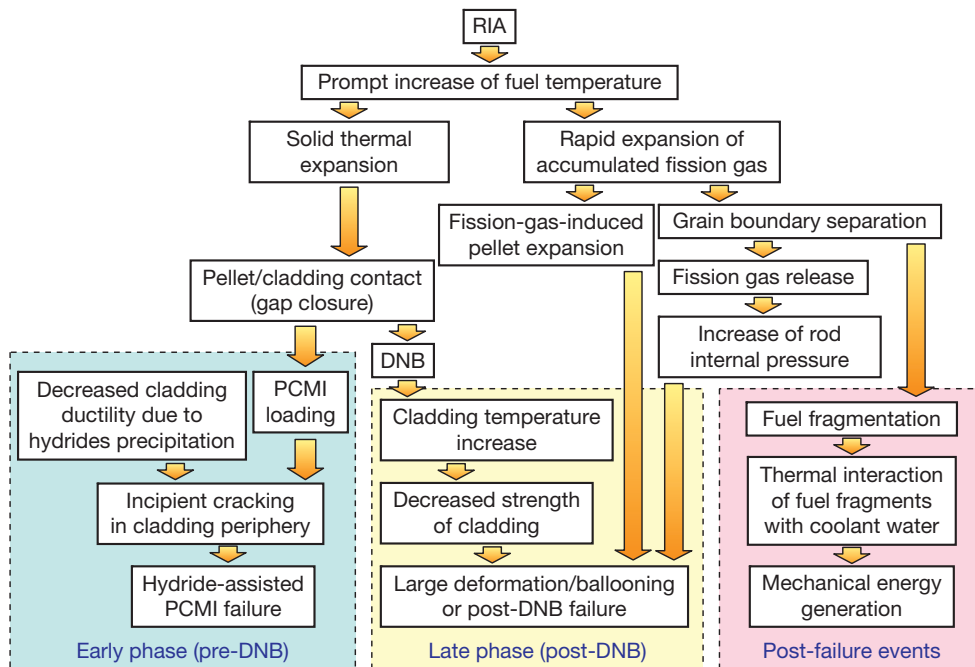 RIA
Prompt increase of fuel temperature
Solid thermal
expansion
Rapid expansion of
accumulated fission gas
Fission-gas-induced
pellet expansion
Grain boundary separation
Pellet/cladding contact
(gap closure)
Fission gas release
Increase of rod
internal pressure
DNB
Decreased cladding
ductility due to
hydrides precipitation
PCMI
loading
Incipient cracking
in cladding periphery
Hydride-assisted
PCMI failure
Early phase (pre-DNB)
Cladding temperature
increase
Decreased strength
of cladding
Large deformation/ballooning
or post-DNB failure
Late phase (post-DNB)
Fuel fragmentation
Thermal interaction
of fuel fragments
with coolant water
Mechanical energy
generation
Post-failure events